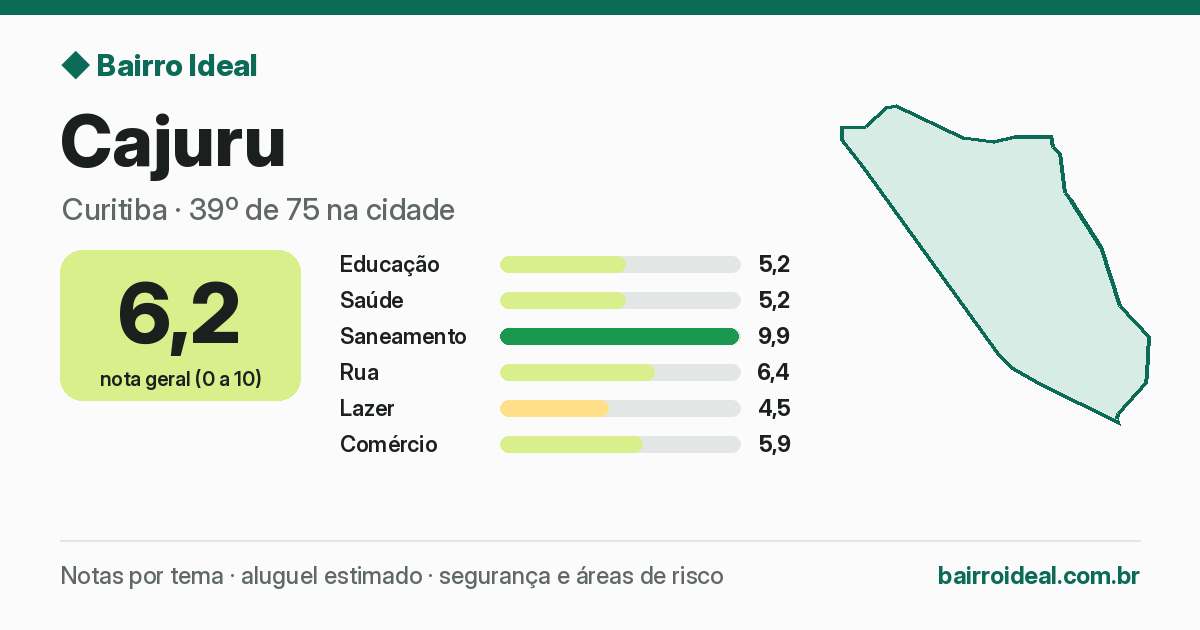 Bairro Ideal
Cajuru
Curitiba · 39º de 75 na cidade
6,2
nota geral (0 a 10)
Educação 5,2
Saúde 5,2
Saneamento 9,9
Rua 6,4
Lazer 4,5
Comércio 5,9
Notas por tema · aluguel estimado · segurança e áreas de risco
bairroideal.com.br